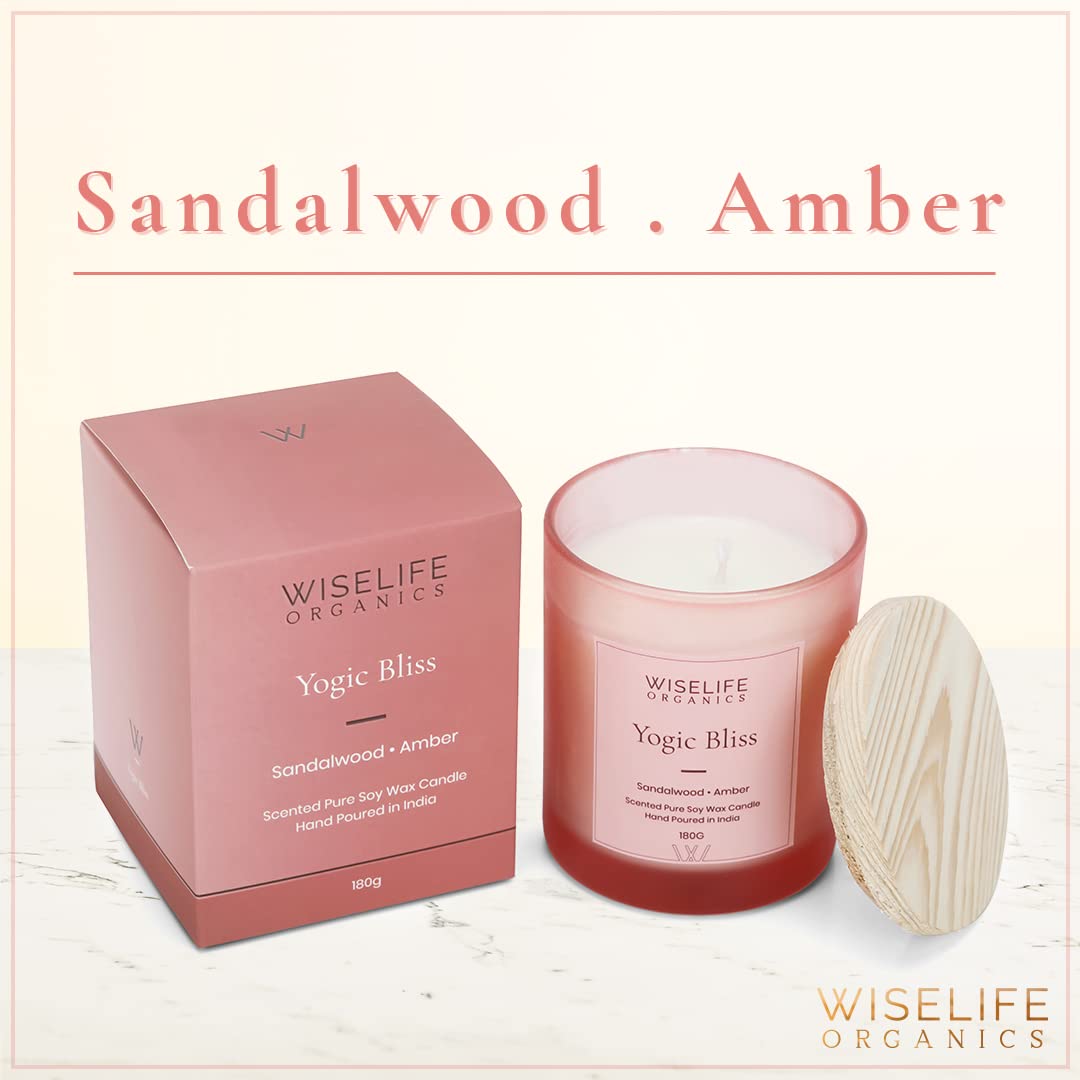 Sandalwood . Amber
W
WISELIFE
ORGANICS
Yogic Bliss
Sandalwood • Amber
Scented Pure Soy Wax Candle
Hand Poured in India
180g
W
WISELIFE
ORGANICS
Yogic Bliss
Sandalwood • Amber
Scented Pure Soy Wax Candle
Hand Poured in India
180G
W
WISELIFE
ORGANICS